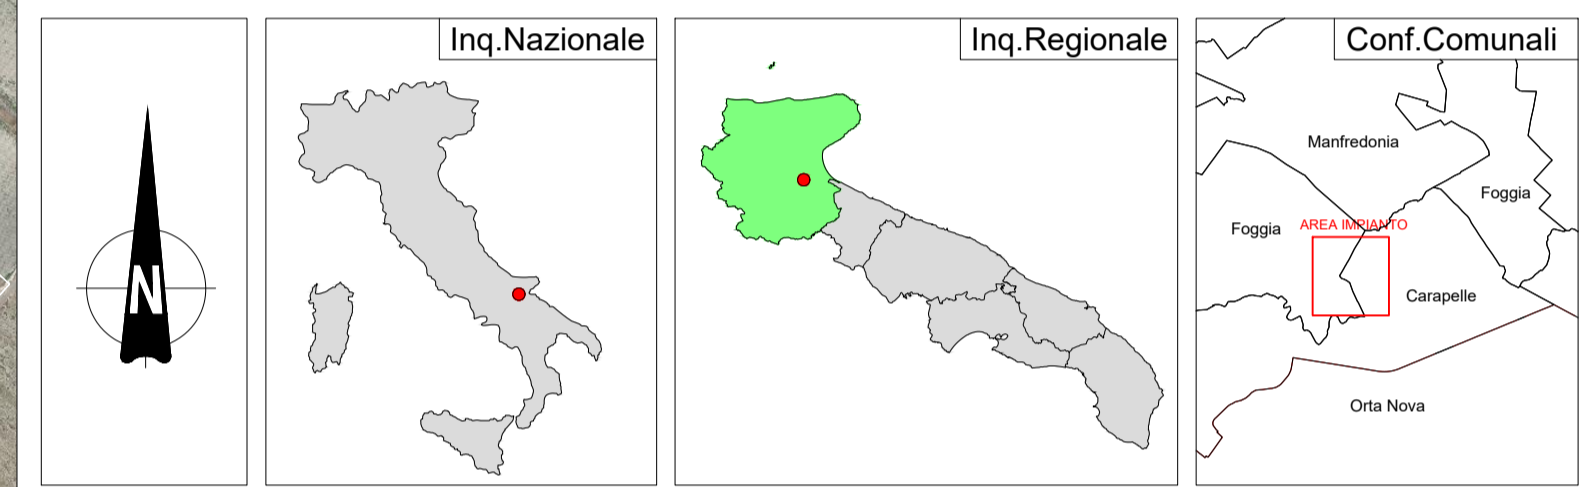 N
Inq.Nazionale
Inq.Regionale
Conf.Comunali
Manfredonia
Foggia
Foggia
AREA IMPIANTO
Carapelle
Orta Nova